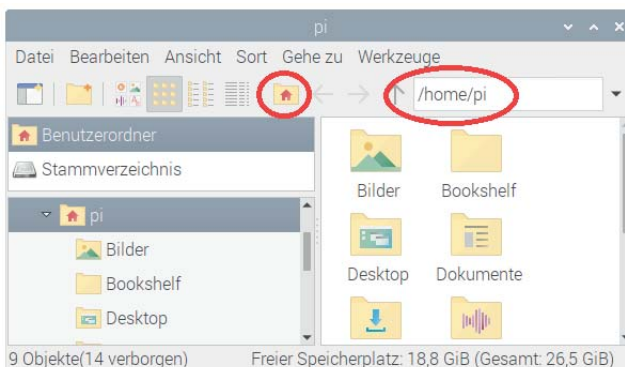 pi
Datei Bearbeiten Ansicht Sort Gehe zu Werkzeuge
/home/pi
Benutzerordner
Stammverzeichnis
pi
Bilder
Bookshelf
Desktop
Bilder Bookshelf
Desktop Dokumente
9 Objekte(14 verborgen) Freier Speicherplatz: 18,8 GiB (Gesamt: 26,5 GiB)